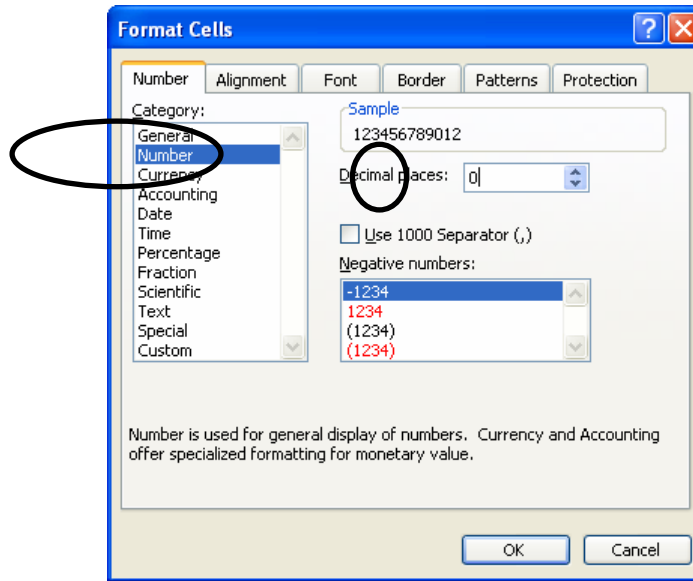 Format Cells
Number Alignment Font Border Patterns Protection
Category:
General
Number
Currency
Accounting
Date
Time
Percentage
Fraction
Scientific
Text
Special
Custom
Sample
123456789012
Decimal places: 0
Use 1000 Separator (,)
Negative numbers:
-1234
1234
(1234)
(1234)
Number is used for general display of numbers. Currency and Accounting
offer specialized formatting for monetary value.
OK Cancel